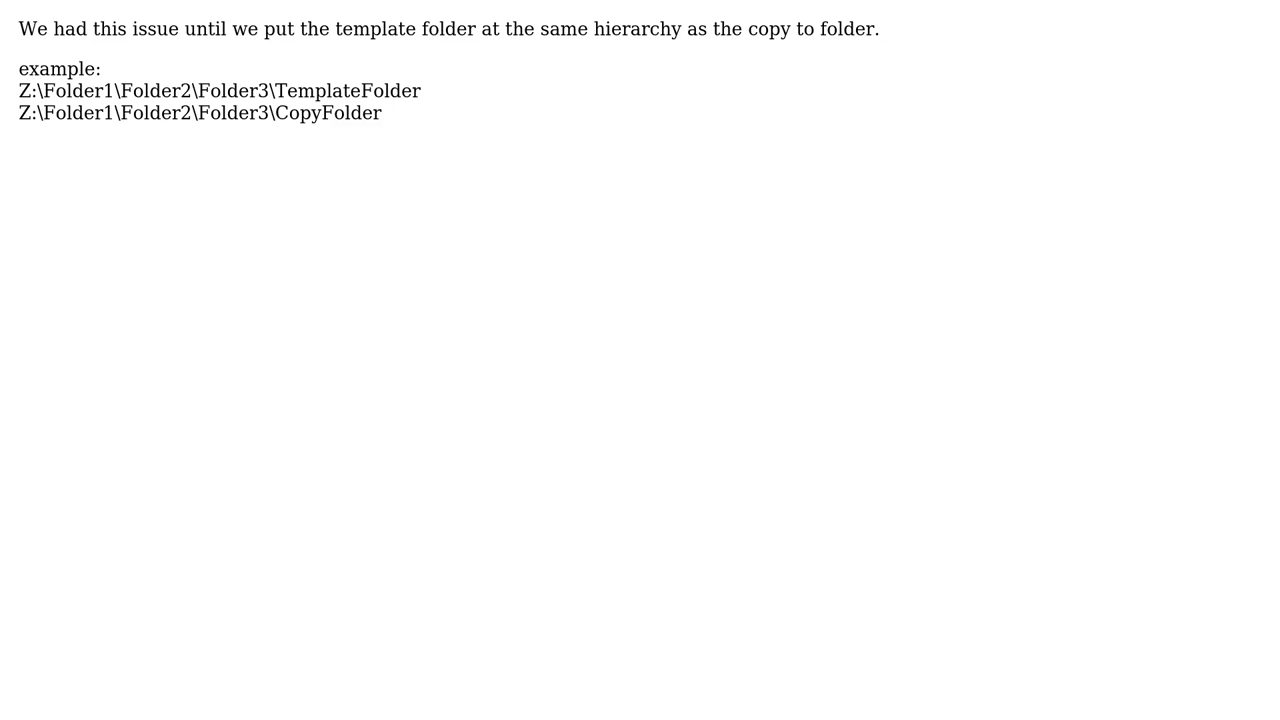 We had this issue until we put the template folder at the same hierarchy as the copy to folder.
example:
Z:\Folder1\Folder2\Folder3\TemplateFolder
Z:\Folder1\Folder2\Folder3\CopyFolder